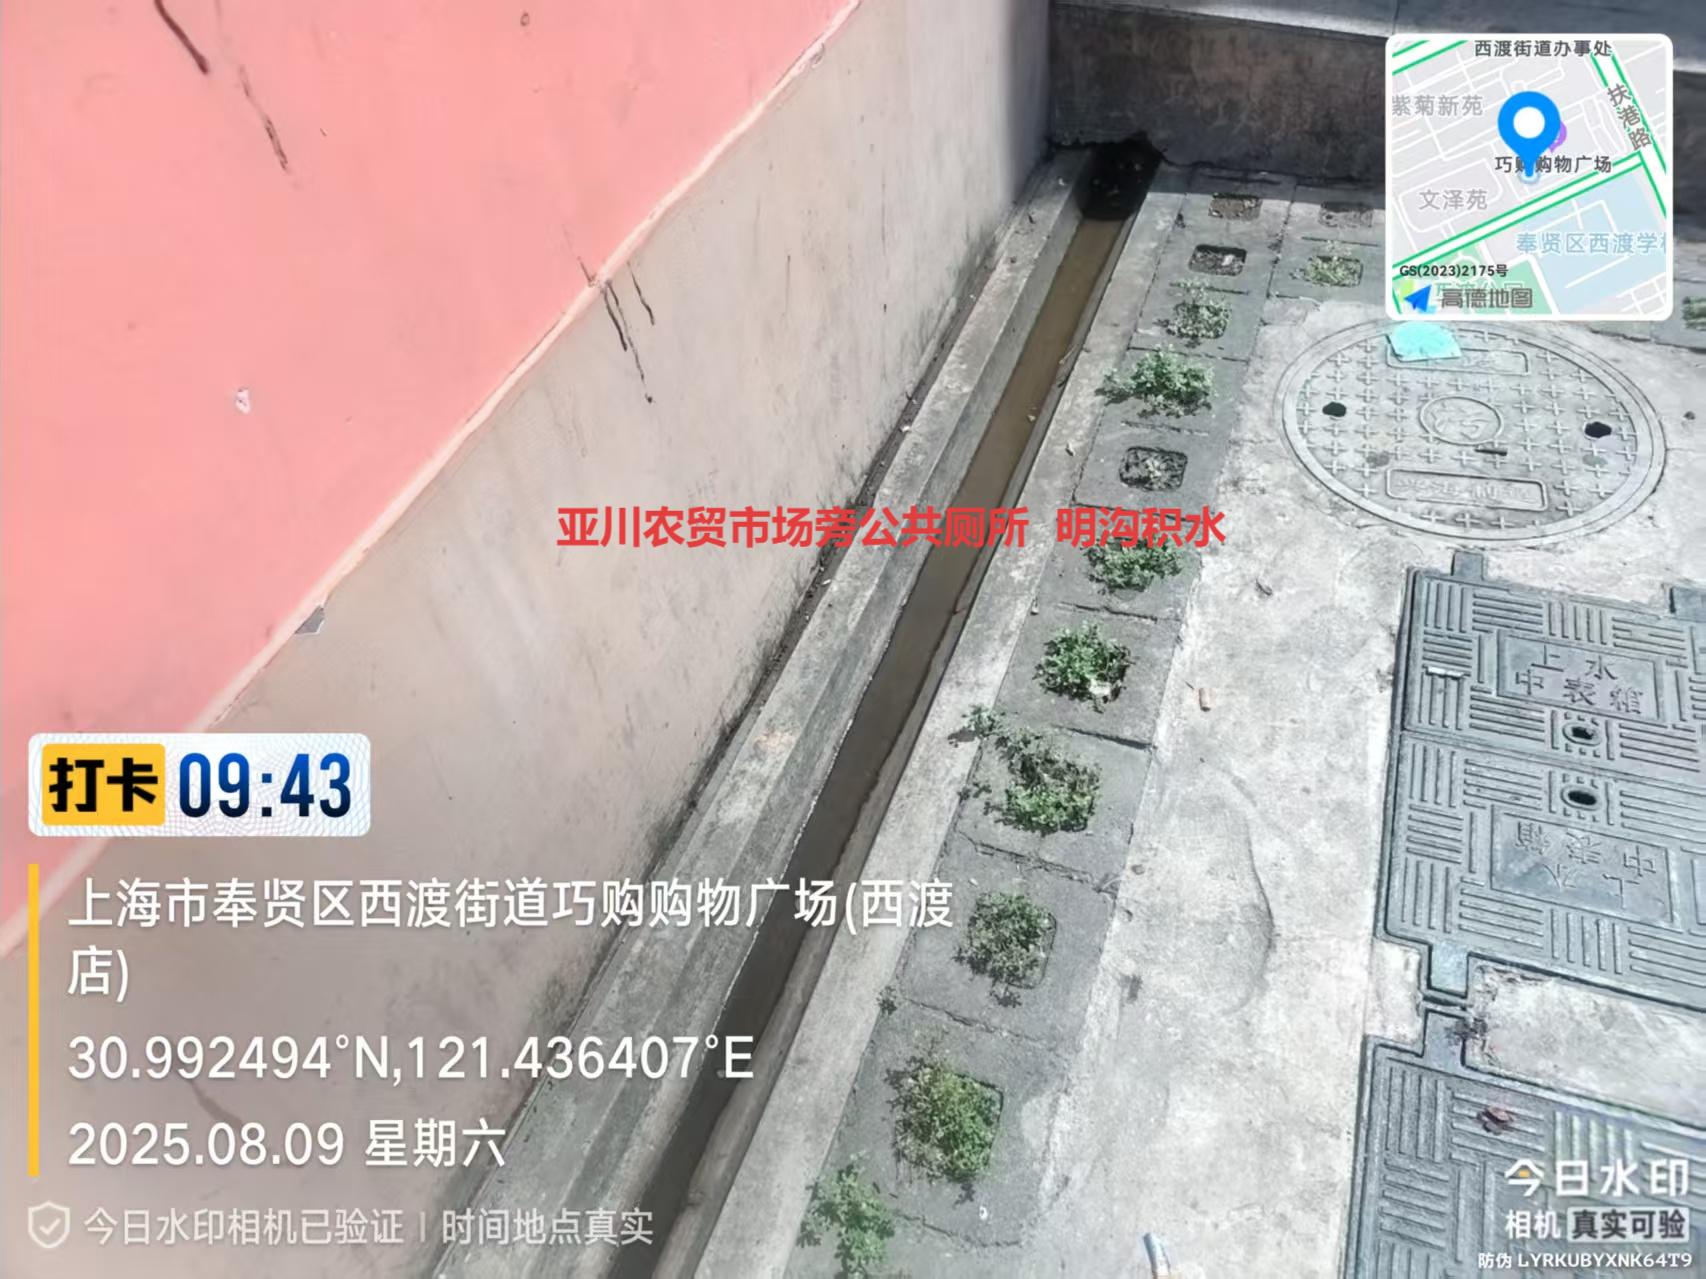 西渡街道办事处
紫菊新苑
扶港路
巧购购物广场
文泽苑
奉贤区西渡学校
GS(2023)2175号
高德地图
亚川农贸市场旁公共厕所 明沟积水
污
上水
中表箱
上水
中表箱
打卡 09:43
上海市奉贤区西渡街道巧购购物广场(西渡
店)
30.992494°N,121.436407°E
2025.08.09 星期六
今日水印相机已验证 | 时间地点真实
今日水印
相机 真实可验
防伪 LYRKUBYXNK64T9